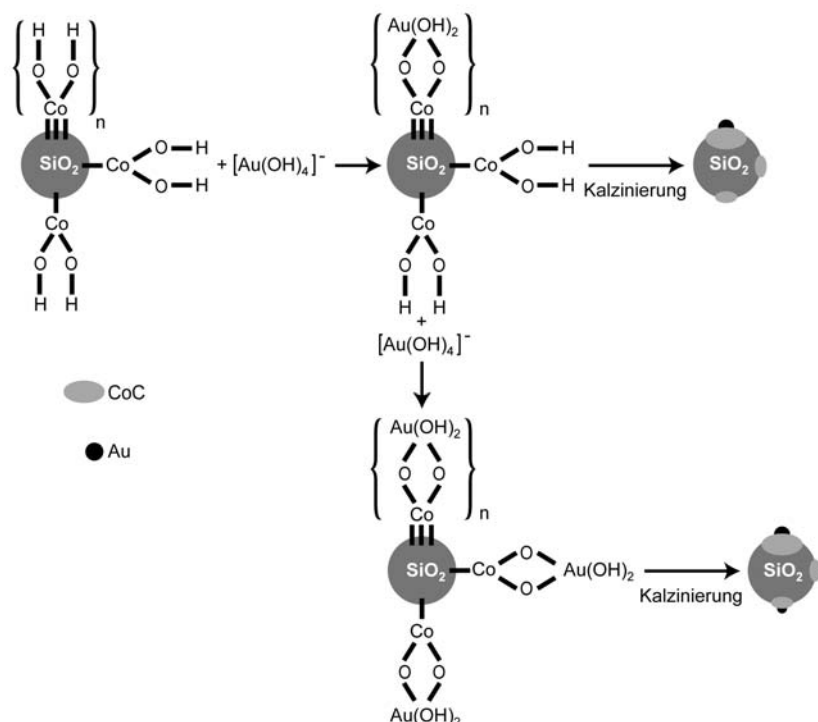 H H
O O
Co
n
SiO₂
Co
O H
O H
Co
O O
H H
+ [Au(OH)₄]⁻
Au(OH)₂
O O
Co
n
SiO₂
Co
O H
O H
Co
O O
H H
Kalzinierung
SiO₂
+
[Au(OH)₄]⁻
CoC
Au
Au(OH)₂
O O
Co
n
SiO₂
Co
O
O
Au(OH)₂
Co
O O
Au(OH)₂
Kalzinierung
SiO₂